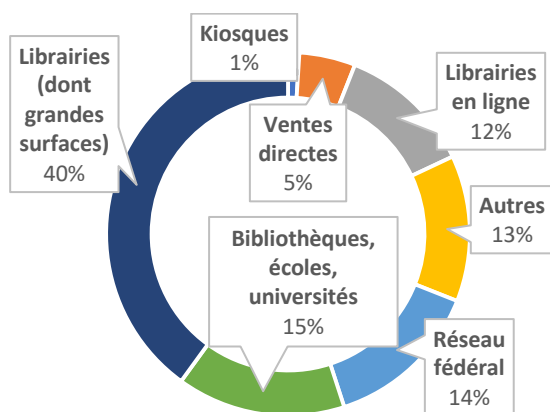 Kiosques
1%
Librairies
(dont
grandes
surfaces)
40%
Ventes
directes
5%
Librairies
en ligne
12%
Autres
13%
Bibliothèques,
écoles,
universités
15%
Réseau
fédéral
14%